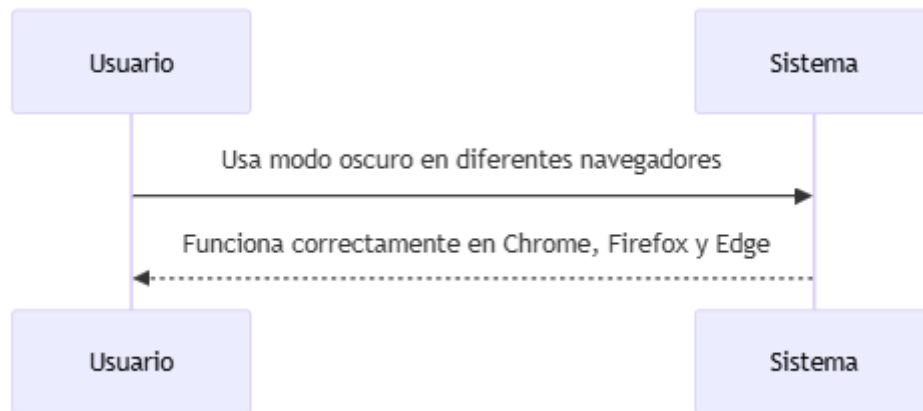 Usuario
Sistema
Usa modo oscuro en diferentes navegadores
Funciona correctamente en Chrome, Firefox y Edge
Usuario
Sistema